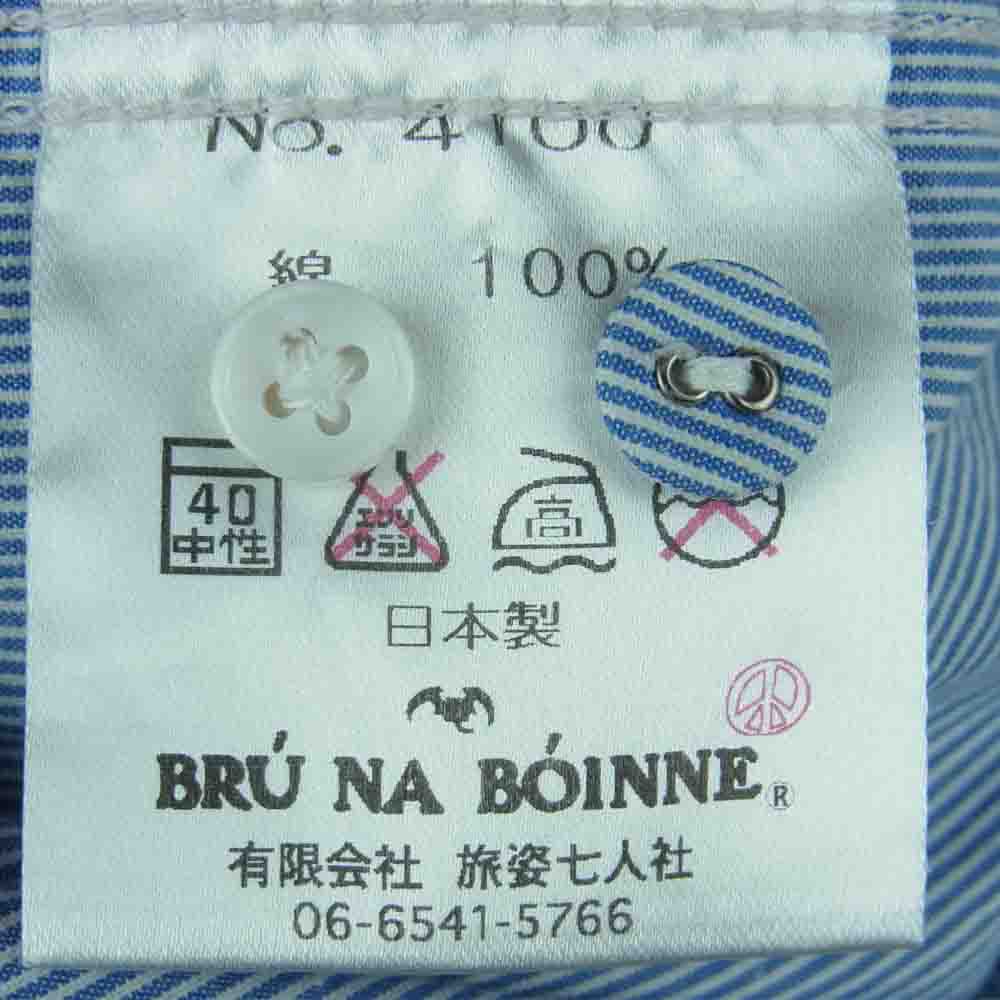 No. 4100
綿 100%
40 中性 エンソ サラシ 高
日本製
BRÚ NA BÓINNE®
有限会社 旅姿七人社
06-6541-5766